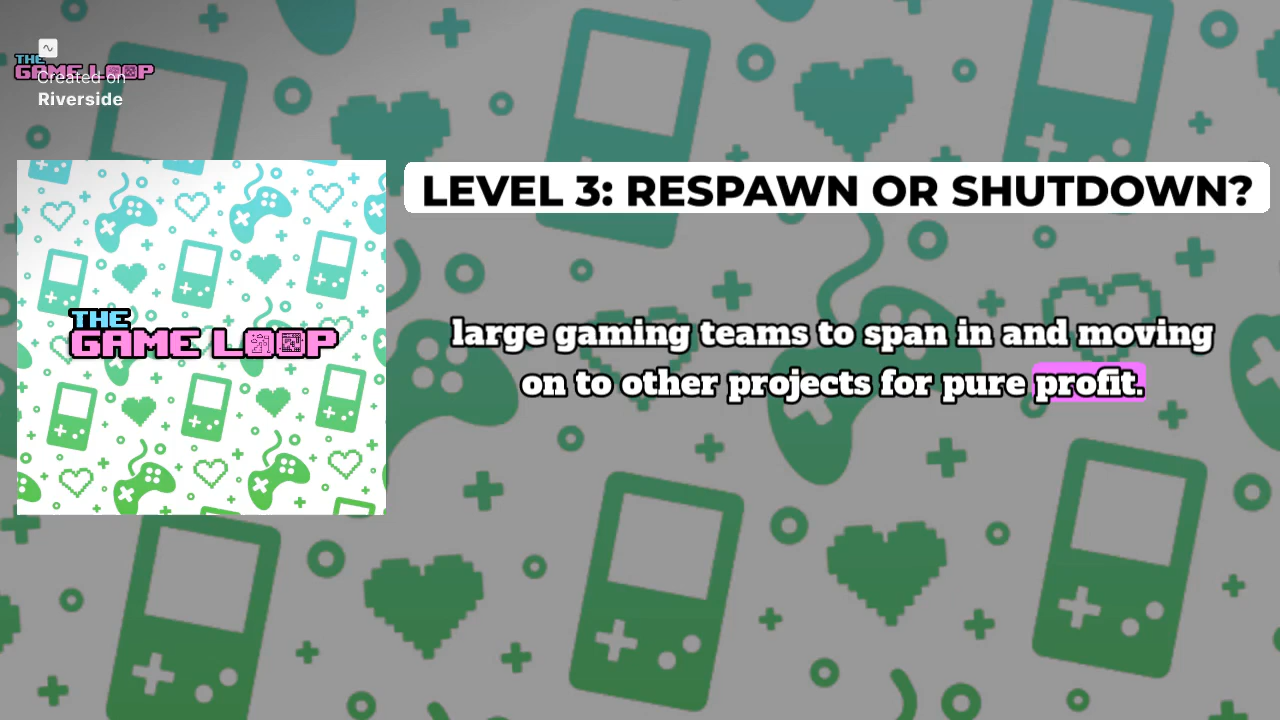 THE
GAME LOOP
Created on
Riverside
LEVEL 3: RESPAWN OR SHUTDOWN?
THE
GAME LOOP
large gaming teams to span in and moving
on to other projects for pure profit.